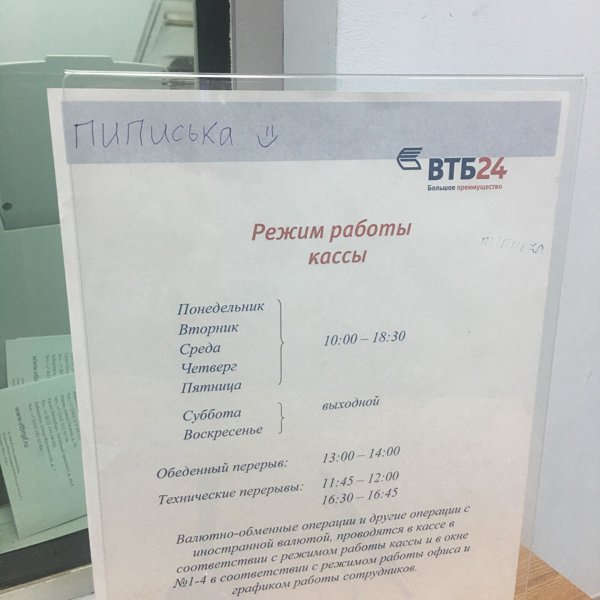 ПИПИСЬКА
ВТБ24
Большое преимущество
Режим работы
кассы
пиписка
Понедельник
Вторник
Среда
Четверг
Пятница
10:00 – 18:30
Суббота
Воскресенье
выходной
Обеденный перерыв: 13:00 – 14:00
Технические перерывы: 11:45 – 12:00
16:30 – 16:45
Валютно-обменные операции и другие операции с
иностранной валютой, проводятся в кассе в
соответствии с режимом работы кассы и в окне
№1-4 в соответствии с режимом работы офиса и
графиком работы сотрудников.